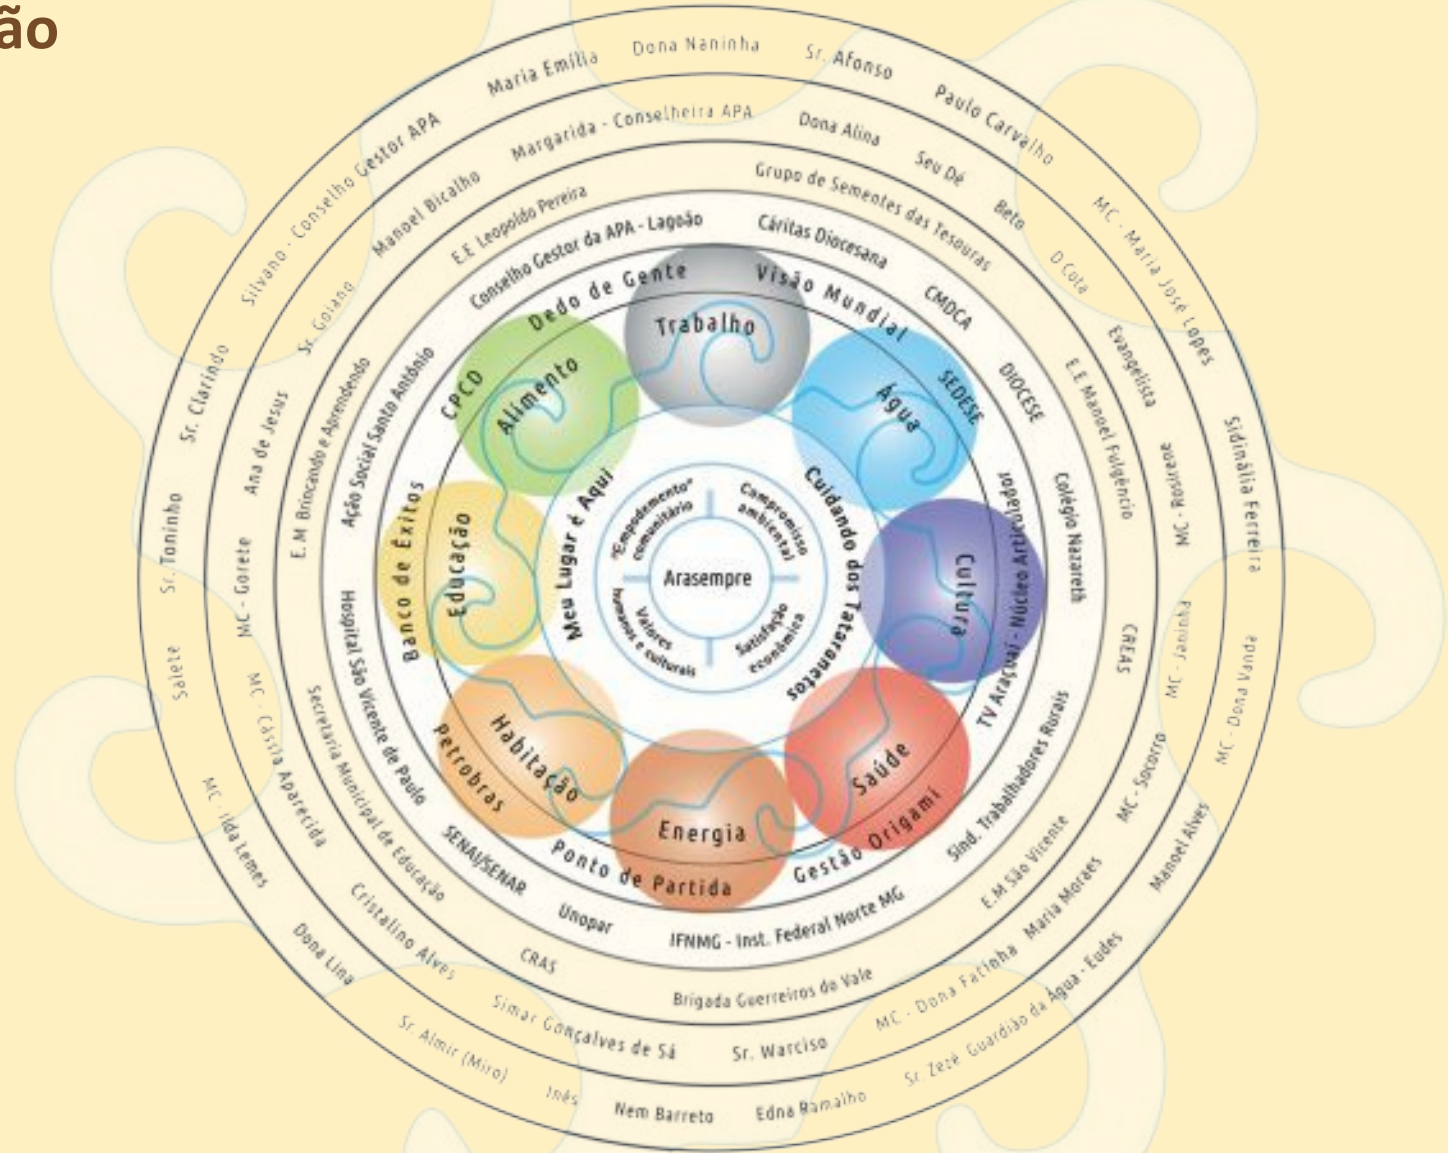 ão
Arasempre
"Empodemento" comunitário
Compromisso ambiental
Satisfação econômica
Valores humanos e culturais
Meu Lugar é Aqui
Cuidando dos Tataranetos
Trabalho
Água
Cultura
Saúde
Energia
Habitação
Educação
Alimento
Dedo de Gente
Visão Mundial
SEDESE
TV Araçuaí - Núcleo Articulador
Gestão Origami
Ponto de Partida
Petrobras
Banco de Êxitos
CPCD
Conselho Gestor da APA - Lagoão
Cáritas Diocesana
CMDCA
DIOCESE
Colégio Nazareth
Sind. Trabalhadores Rurais
IFNMG - Inst. Federal Norte MG
Unopar
SENAI/SENAR
Hospital São Vicente de Paulo
Ação Social Santo Antônio
E.E Leopoldo Pereira
Grupo de Sementes das Tesouras
E.E Manoel Fulgêncio
CREAS
E.M São Vicente
Brigada Guerreiros do Vale
CRAS
Secretaria Municipal de Educação
E.M Brincando e Aprendendo
Margarida - Conselheira APA
Dona Alina
Seu Dé
Beto
D Cota
Evangelista
MC - Rosirane
MC - Janinher
MC - Socorro
Maria Moraes
MC - Dona Fatinha
Sr. Warciso
Simar Gonçalves de Sá
Cristalino Alves
MC - Cássia Aparecida
MC - Gorete
Ana de Jesus
Sr. Goiano
Manoel Bicalho
Maria Emília
Dona Naninha
Sr. Afonso
Paulo Carvalho
MC - Maria José Lopes
Sidinália Ferreira
MC - Dona Vanda
Manoel Alves
Sr. Zezé Guardião da Água - Eudes
Edna Ramalho
Nem Barreto
Inês
Sr. Almir (Miro)
Dona Lina
MC - Ilda Lemes
Salete
Sr. Toninho
Sr. Clarindo
Silvano - Conselho Gestor APA